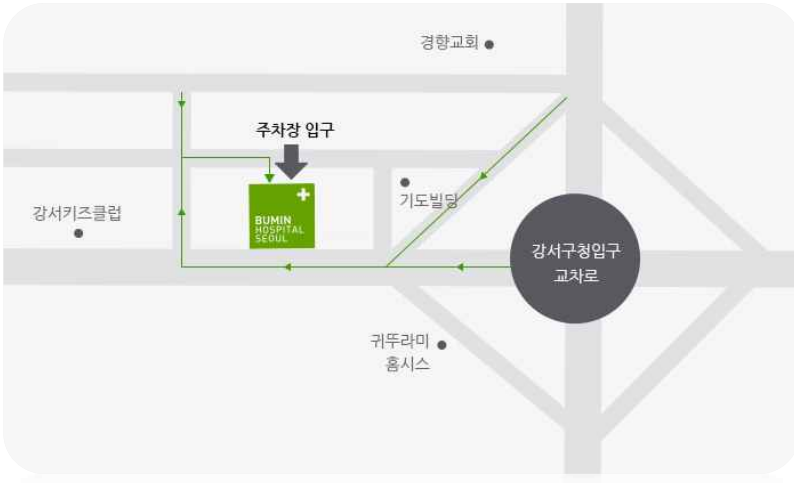 경향교회
주차장 입구
기도빌딩
강서키즈클럽
BUMIN
HOSPITAL
SEOUL
강서구청입구
교차로
귀뚜라미
홈시스